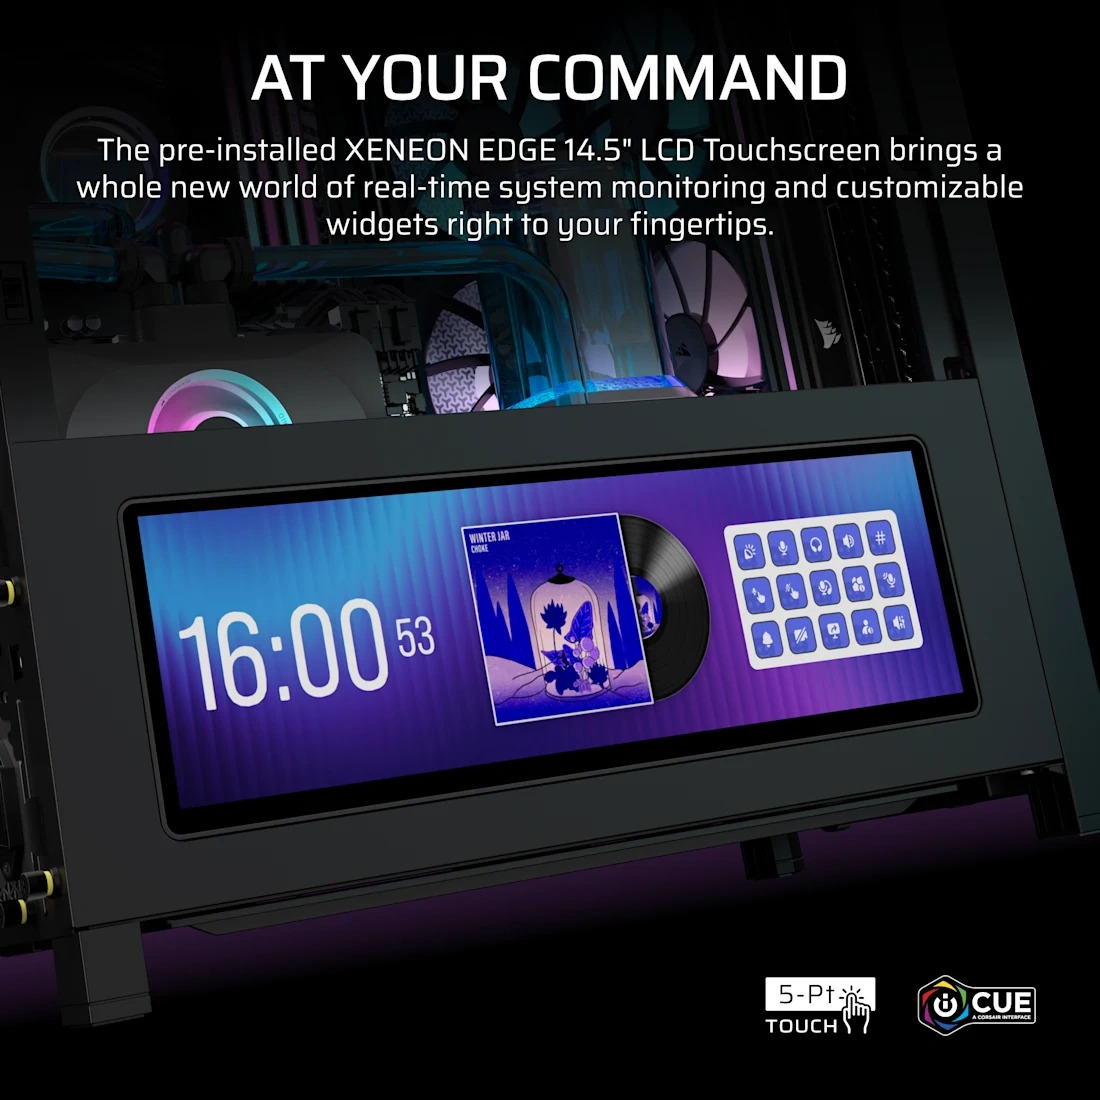 AT YOUR COMMAND
The pre-installed XENEON EDGE 14.5" LCD Touchscreen brings a
whole new world of real-time system monitoring and customizable
widgets right to your fingertips.
WINTER JAR
CHOKE
16:00 53
5-Pt
TOUCH
iCUE
A CORSAIR INTERFACE